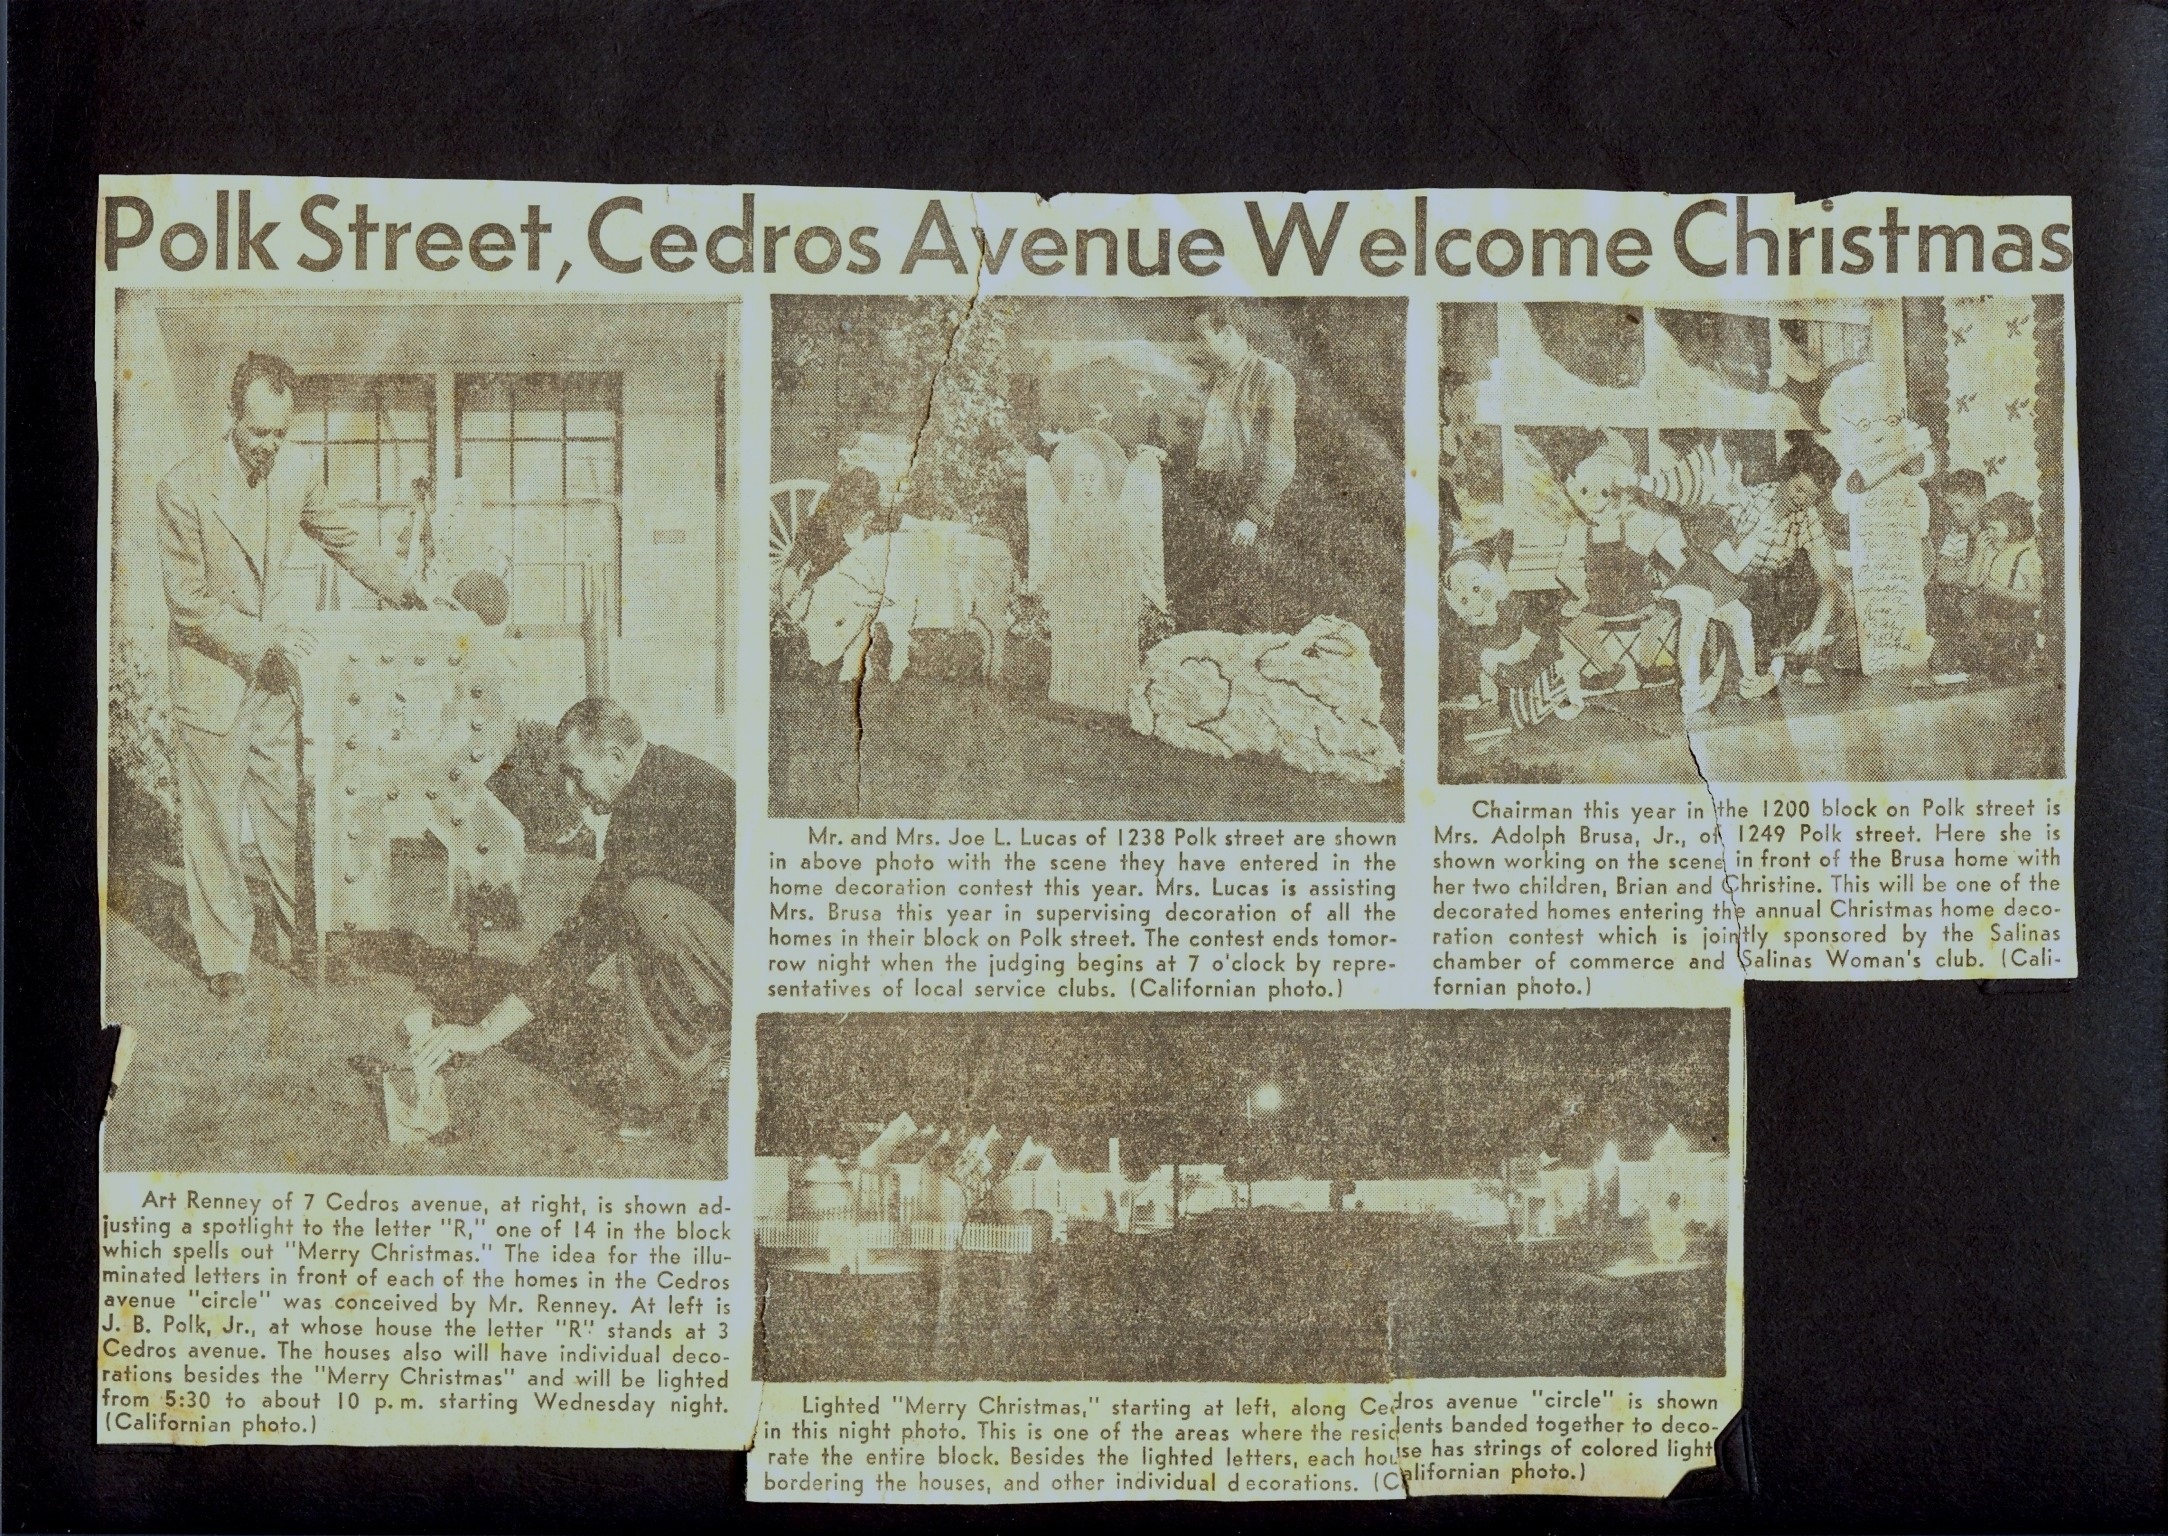 Polk Street, Cedros Avenue Welcome Christmas
Art Renney of 7 Cedros avenue, at right, is shown ad-
justing a spotlight to the letter "R," one of 14 in the block
which spells out "Merry Christmas." The idea for the illu-
minated letters in front of each of the homes in the Cedros
avenue "circle" was conceived by Mr. Renney. At left is
J. B. Polk, Jr., at whose house the letter "R" stands at 3
Cedros avenue. The houses also will have individual deco-
rations besides the "Merry Christmas" and will be lighted
from 5:30 to about 10 p. m. starting Wednesday night.
(Californian photo.)
Mr. and Mrs. Joe L. Lucas of 1238 Polk street are shown
in above photo with the scene they have entered in the
home decoration contest this year. Mrs. Lucas is assisting
Mrs. Brusa this year in supervising decoration of all the
homes in their block on Polk street. The contest ends tomor-
row night when the judging begins at 7 o'clock by repre-
sentatives of local service clubs. (Californian photo.)
Chairman this year in the 1200 block on Polk street is
Mrs. Adolph Brusa, Jr., of 1249 Polk street. Here she is
shown working on the scene in front of the Brusa home with
her two children, Brian and Christine. This will be one of the
decorated homes entering the annual Christmas home deco-
ration contest which is jointly sponsored by the Salinas
chamber of commerce and Salinas Woman's club. (Cali-
fornian photo.)
Lighted "Merry Christmas," starting at left, along Cedros avenue "circle" is shown
in this night photo. This is one of the areas where the residents banded together to deco-
rate the entire block. Besides the lighted letters, each house has strings of colored light
bordering the houses, and other individual decorations. (Californian photo.)